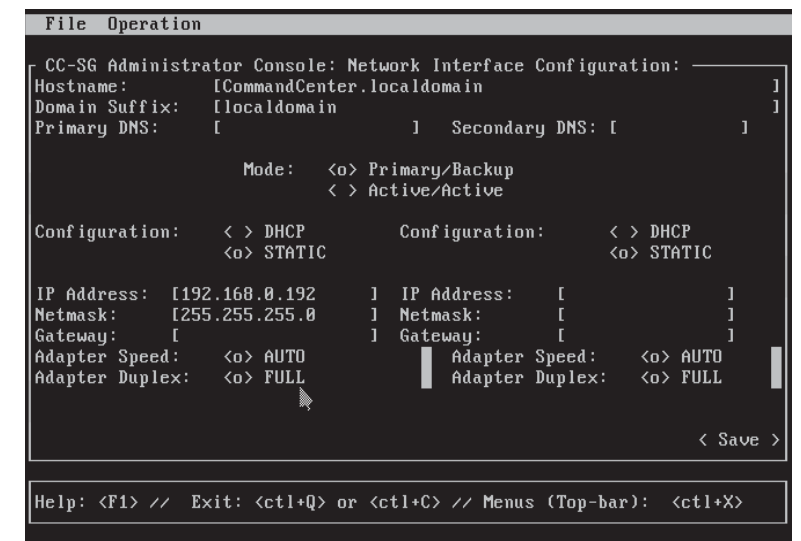 File Operation
CC-SG Administrator Console: Network Interface Configuration:
Hostname: [CommandCenter.localdomain ]
Domain Suffix: [localdomain ]
Primary DNS: [ ] Secondary DNS: [ ]
Mode: <o> Primary/Backup
< > Active/Active
Configuration: < > DHCP Configuration: < > DHCP
<o> STATIC <o> STATIC
IP Address: [192.168.0.192 ] IP Address: [ ]
Netmask: [255.255.255.0 ] Netmask: [ ]
Gateway: [ ] Gateway: [ ]
Adapter Speed: <o> AUTO Adapter Speed: <o> AUTO
Adapter Duplex: <o> FULL Adapter Duplex: <o> FULL
< Save >
Help: <F1> // Exit: <ctl+Q> or <ctl+C> // Menus (Top-bar): <ctl+X>